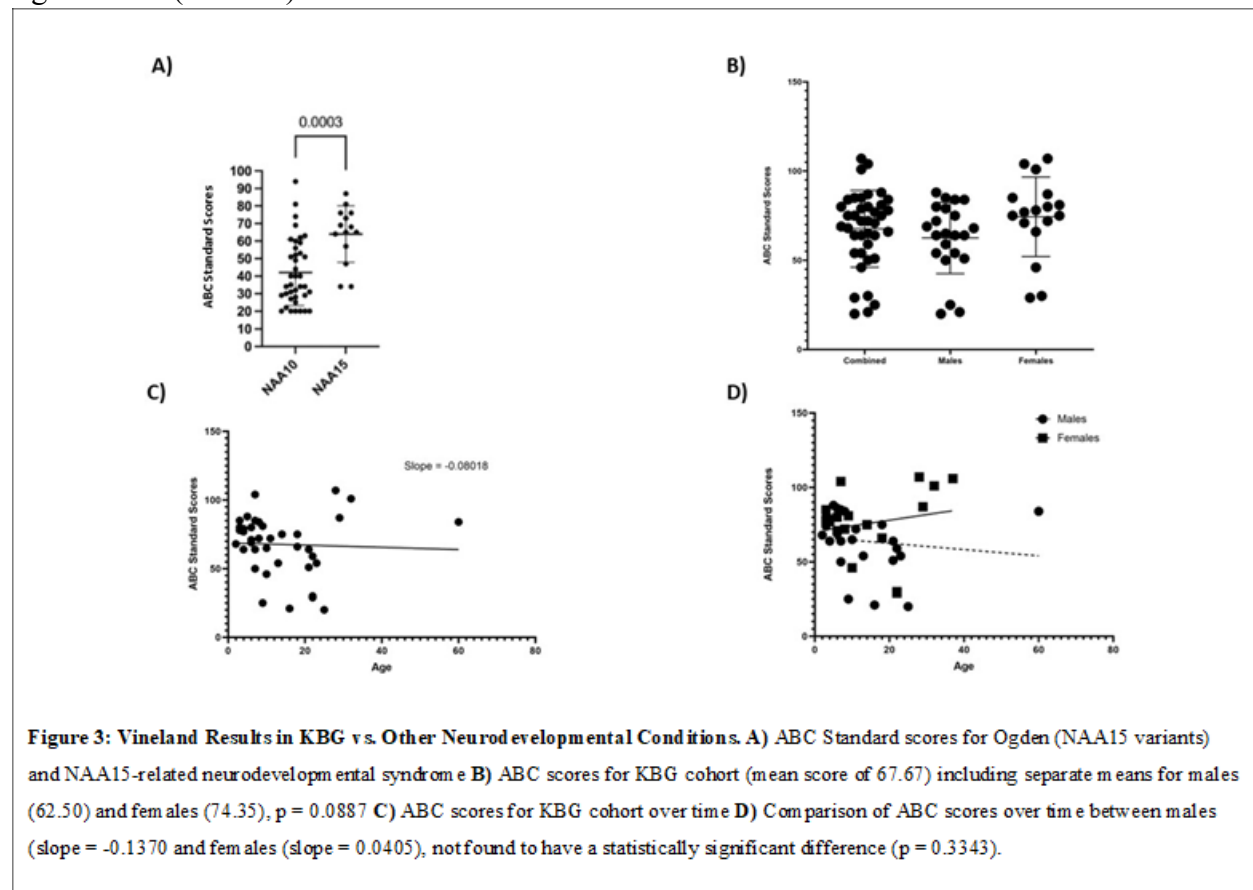 A)
0.0003
100
90
80
70
60
50
40
30
20
10
0
ABC Standard Scores
NAA10
NAA15
B)
150
100
50
0
ABC Standard Scores
Combined
Males
Females
C)
150
100
50
0
ABC Standard Scores
Slope = -0.08018
0
20
40
60
80
Age
D)
150
100
50
0
ABC Standard Scores
Males
Females
0
20
40
60
80
Age
Figure 3: Vineland Results in KBG vs. Other Neurodevelopmental Conditions. A) ABC Standard scores for Ogden (NAA15 variants)
and NAA15-related neurodevelopmental syndrome B) ABC scores for KBG cohort (mean score of 67.67) including separate means for males
(62.50) and females (74.35), p = 0.0887 C) ABC scores for KBG cohort over time D) Comparison of ABC scores over time between males
(slope = -0.1370 and females (slope = 0.0405), not found to have a statistically significant difference (p = 0.3343).